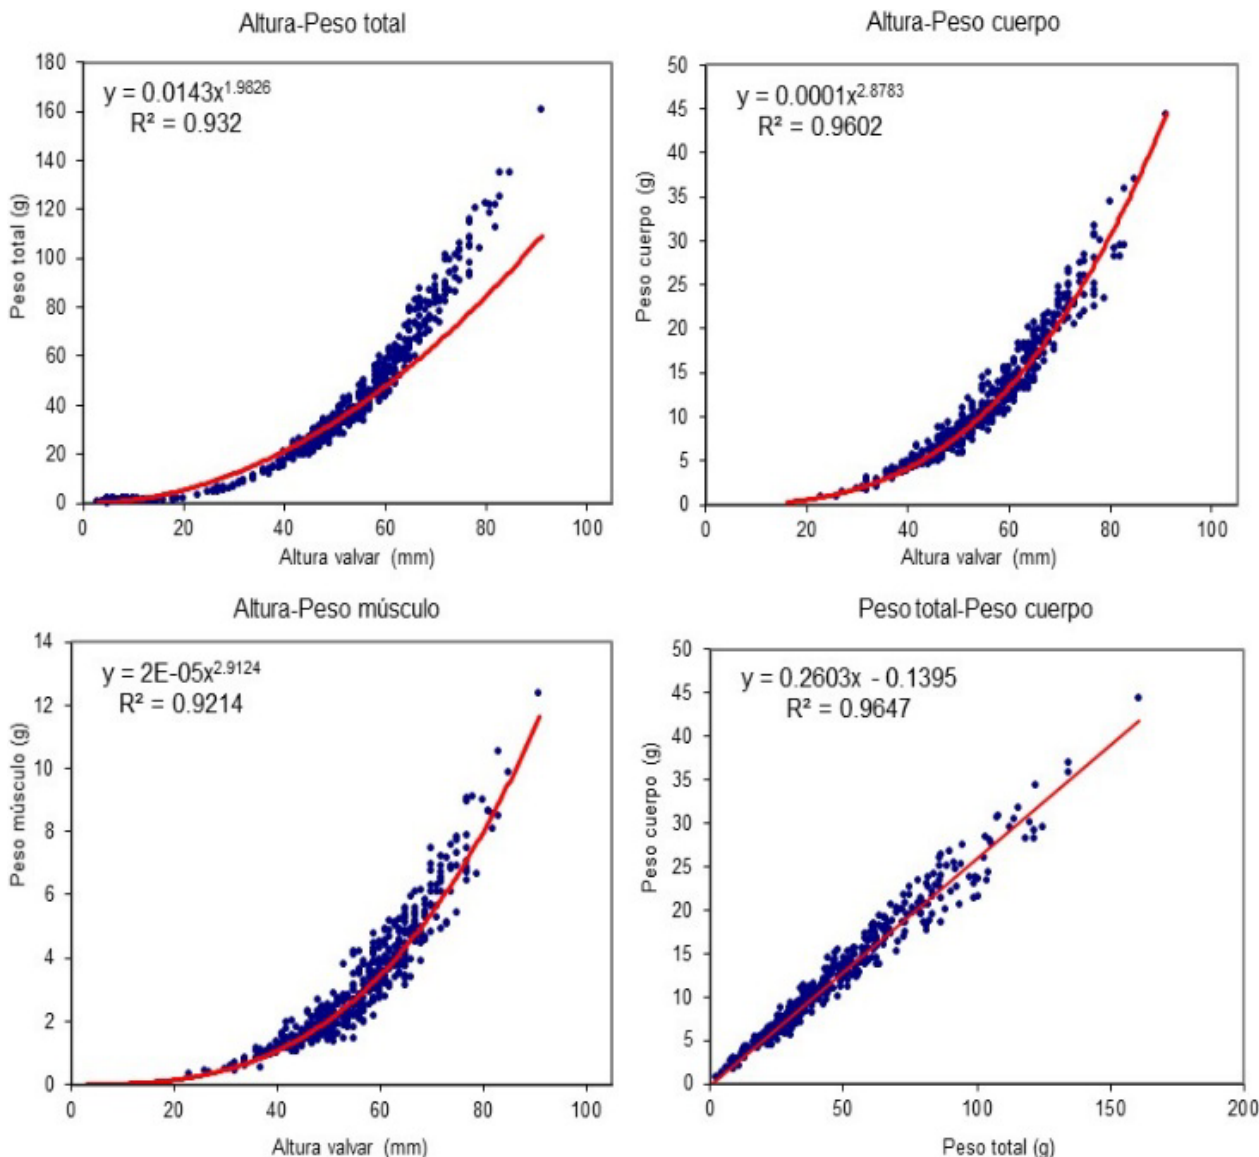 Altura-Peso total
y = 0.0143x^1.9826
R² = 0.932
Peso total (g)
180
160
140
120
100
80
60
40
20
0
0 20 40 60 80 100
Altura valvar (mm)
Altura-Peso cuerpo
y = 0.0001x^2.8783
R² = 0.9602
Peso cuerpo (g)
50
45
40
35
30
25
20
15
10
5
0
0 20 40 60 80 100
Altura valvar (mm)
Altura-Peso músculo
y = 2E-05x^2.9124
R² = 0.9214
Peso músculo (g)
14
12
10
8
6
4
2
0
0 20 40 60 80 100
Altura valvar (mm)
Peso total-Peso cuerpo
y = 0.2603x - 0.1395
R² = 0.9647
Peso cuerpo (g)
50
45
40
35
30
25
20
15
10
5
0
0 50 100 150 200
Peso total (g)